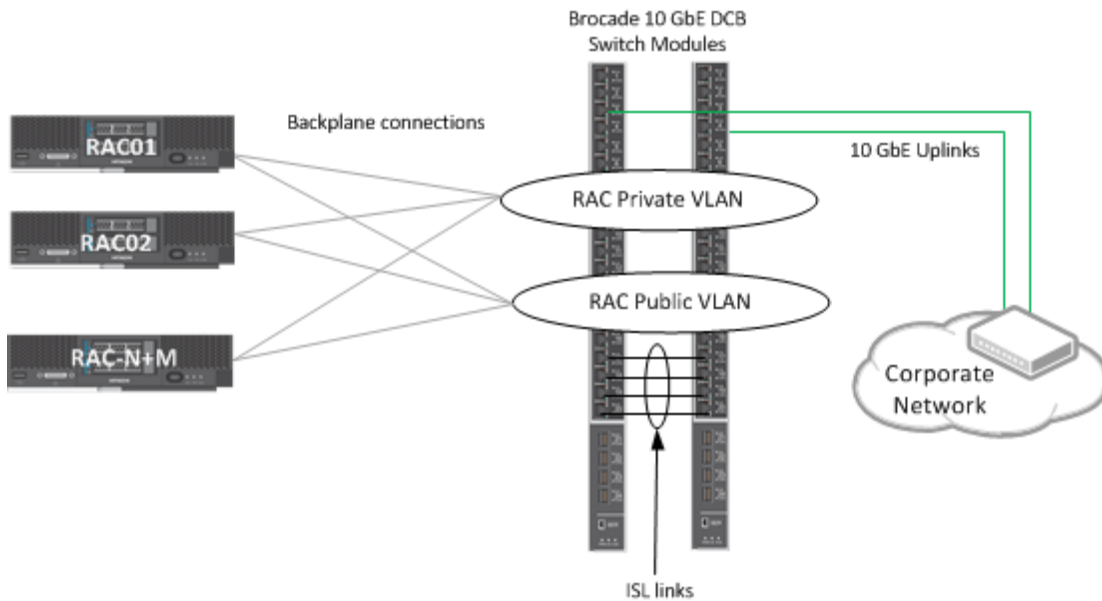 Brocade 10 GbE DCB
Switch Modules
RAC01
Backplane connections
10 GbE Uplinks
RAC Private VLAN
RAC02
RAC Public VLAN
RAC-N+M
Corporate
Network
ISL links